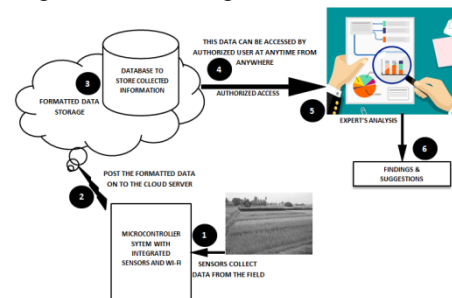 THIS DATA CAN BE ACCESSED BY
AUTHORIZED USER AT ANYTIME FROM
ANYWHERE
DATABASE TO
STORE COLLECTED
INFORMATION
3
4
FORMATTED DATA
STORAGE
AUTHORIZED ACCESS
5
EXPERT'S ANALYSIS
6
FINDINGS &
SUGGESTIONS
POST THE FORMATTED DATA
ON TO THE CLOUD SERVER
2
MICROCONTROLLER
SYTEM WITH
INTEGRATED
SENSORS AND WI-FI
1
SENSORS COLLECT
DATA FROM THE FIELD